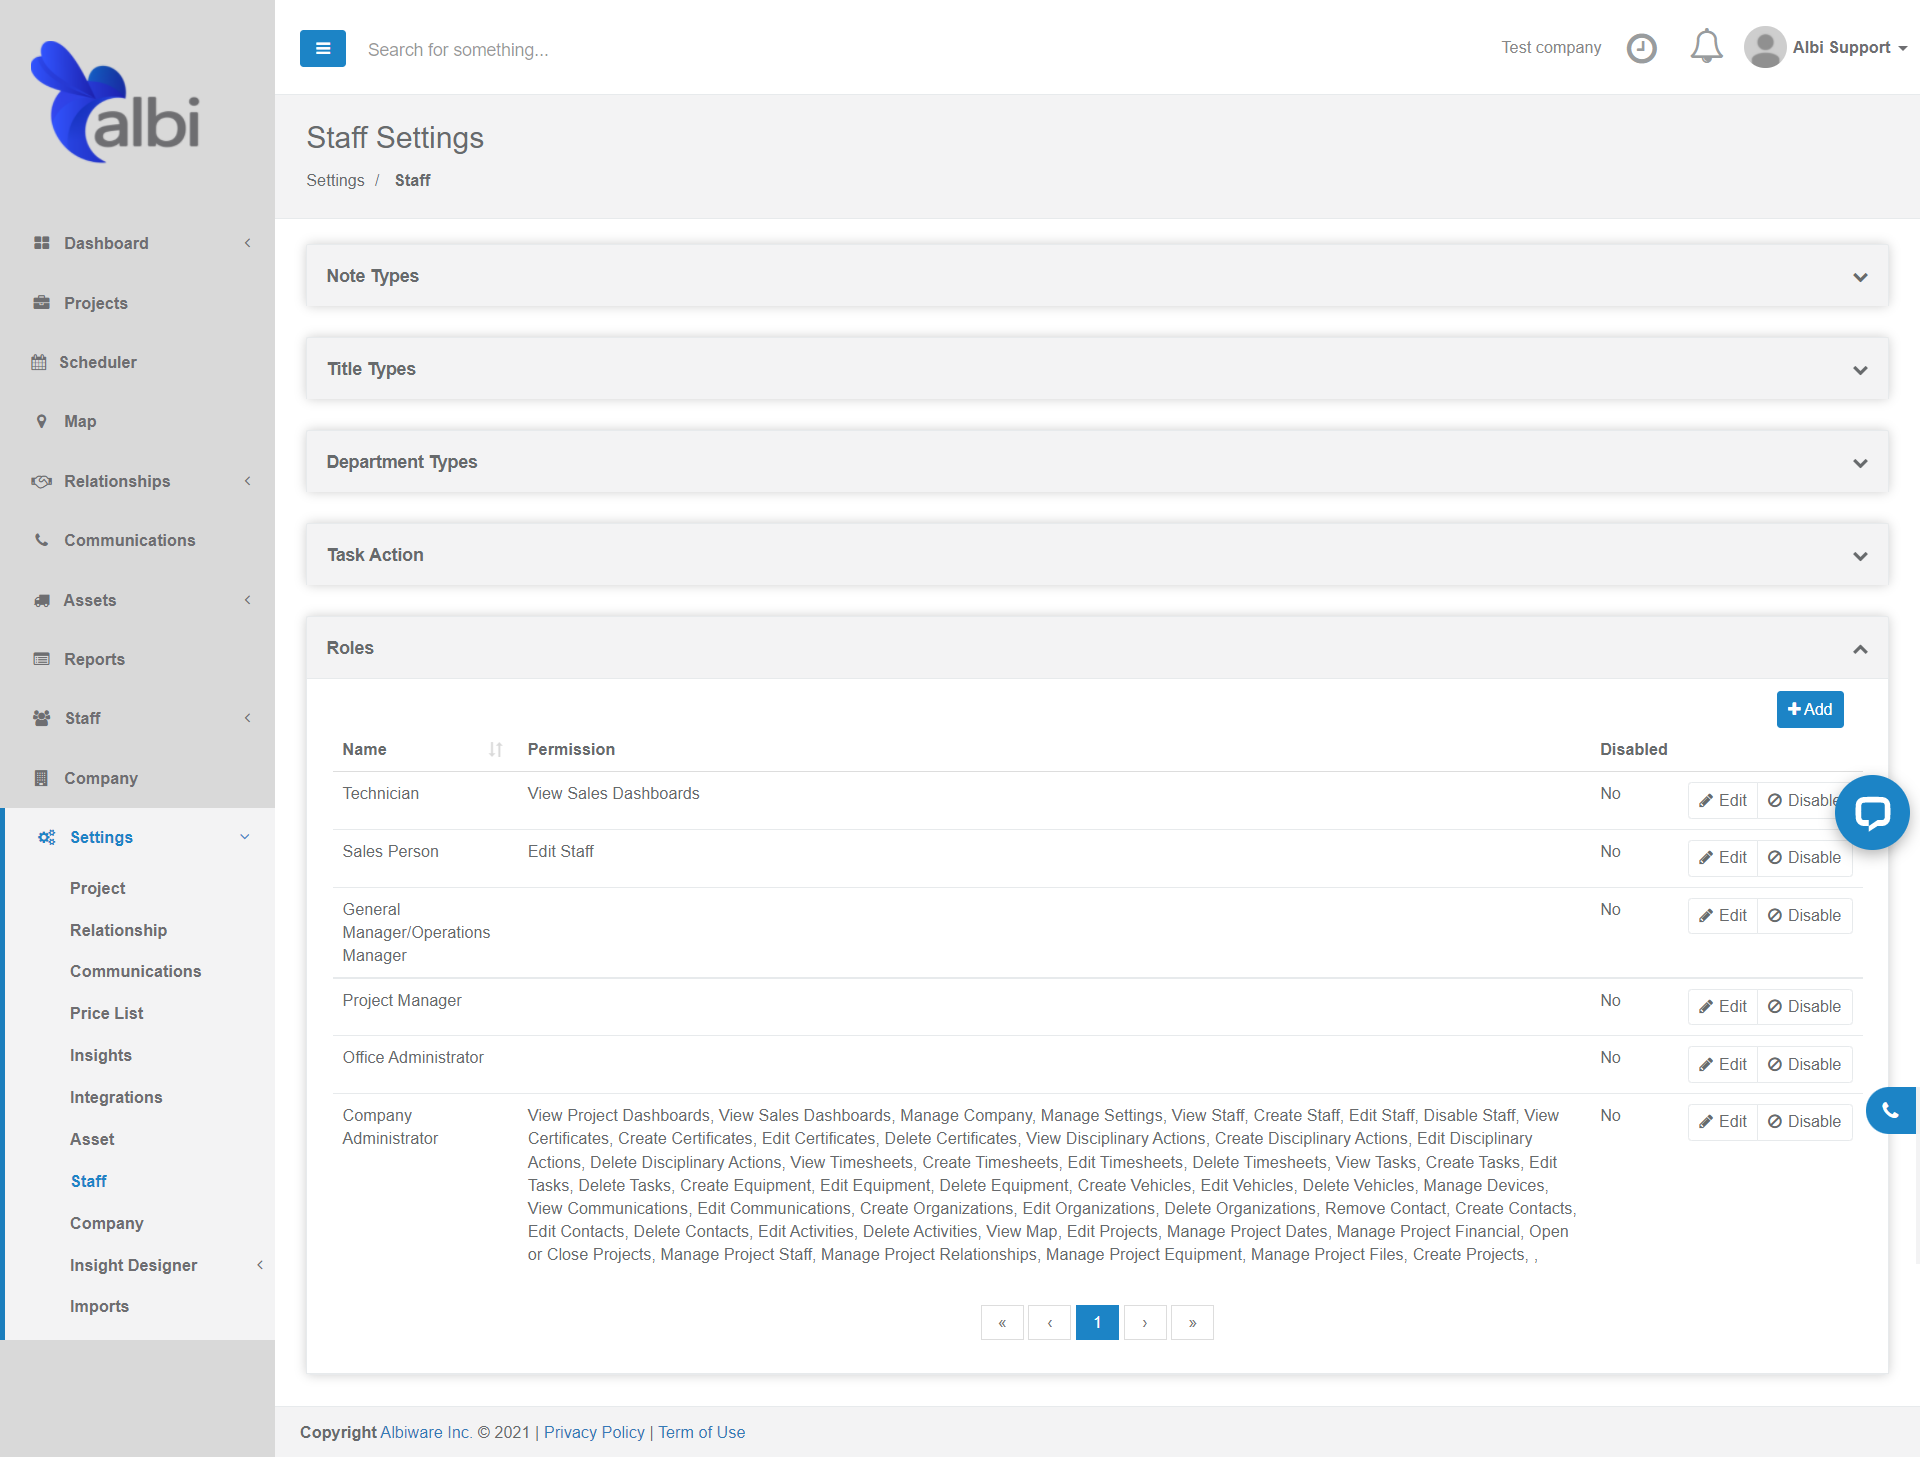 albi
Search for something...
Test company
Albi Support
Staff Settings
Settings / Staff
Dashboard
Projects
Scheduler
Map
Relationships
Communications
Assets
Reports
Staff
Company
Settings
Project
Relationship
Communications
Price List
Insights
Integrations
Asset
Staff
Company
Insight Designer
Imports
Note Types
Title Types
Department Types
Task Action
Roles
Add
Name Permission Disabled
Technician View Sales Dashboards No Edit Disable
Sales Person Edit Staff No Edit Disable
General
Manager/Operations
Manager
No Edit Disable
Project Manager No Edit Disable
Office Administrator No Edit Disable
Company
Administrator
View Project Dashboards, View Sales Dashboards, Manage Company, Manage Settings, View Staff, Create Staff, Edit Staff, Disable Staff, View
Certificates, Create Certificates, Edit Certificates, Delete Certificates, View Disciplinary Actions, Create Disciplinary Actions, Edit Disciplinary
Actions, Delete Disciplinary Actions, View Timesheets, Create Timesheets, Edit Timesheets, Delete Timesheets, View Tasks, Create Tasks, Edit
Tasks, Delete Tasks, Create Equipment, Edit Equipment, Delete Equipment, Create Vehicles, Edit Vehicles, Delete Vehicles, Manage Devices,
View Communications, Edit Communications, Create Organizations, Edit Organizations, Delete Organizations, Remove Contact, Create Contacts,
Edit Contacts, Delete Contacts, Edit Activities, Delete Activities, View Map, Edit Projects, Manage Project Dates, Manage Project Financial, Open
or Close Projects, Manage Project Staff, Manage Project Relationships, Manage Project Equipment, Manage Project Files, Create Projects, ,
No Edit Disable
« ‹ 1 › »
Copyright Albiware Inc. © 2021 | Privacy Policy | Term of Use